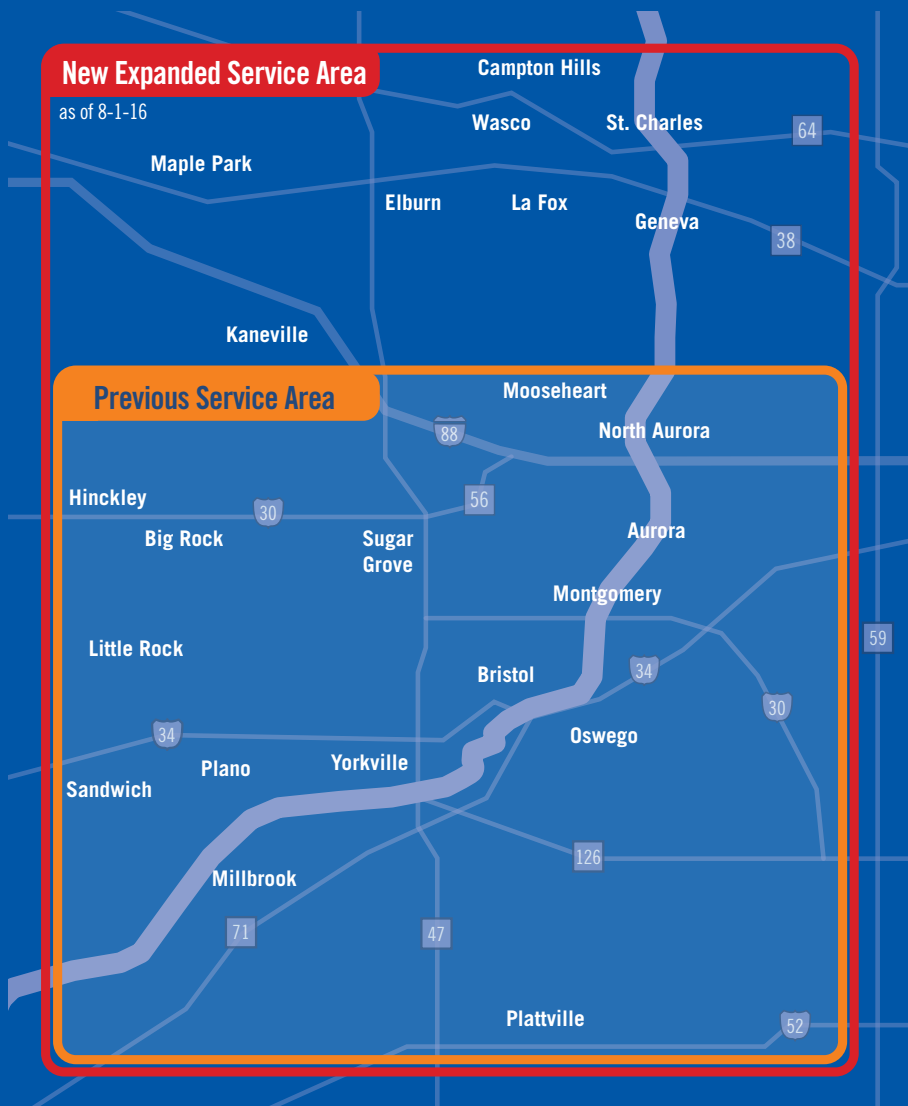 New Expanded Service Area
as of 8-1-16
Campton Hills
Wasco
St. Charles
64
Maple Park
Elburn
La Fox
Geneva
38
Kaneville
Previous Service Area
Mooseheart
North Aurora
88
Hinckley
30
56
Big Rock
Sugar
Grove
Aurora
Montgomery
Little Rock
59
Bristol
34
30
34
Oswego
Plano
Yorkville
Sandwich
126
Millbrook
71
47
Plattville
52